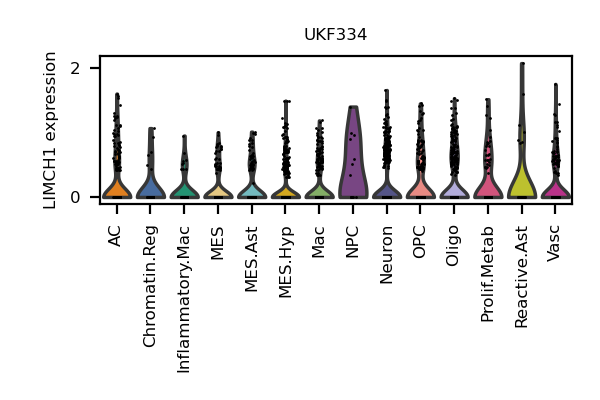 UKF334
LIMCH1 expression
2
0
AC
Chromatin.Reg
Inflammatory.Mac
MES
MES.Ast
MES.Hyp
Mac
NPC
Neuron
OPC
Oligo
Prolif.Metab
Reactive.Ast
Vasc